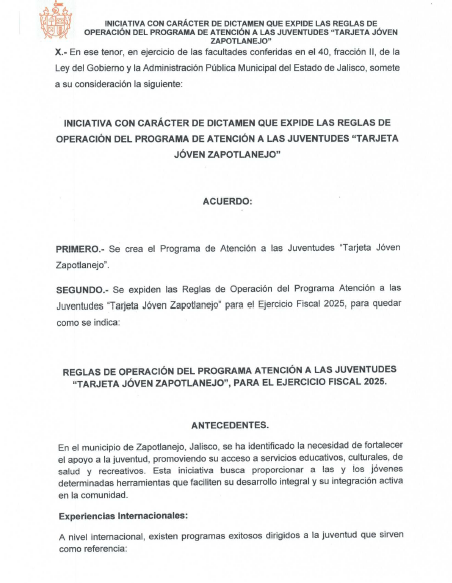 INICIATIVA CON CARÁCTER DE DICTAMEN QUE EXPIDE LAS REGLAS DE
OPERACIÓN DEL PROGRAMA DE ATENCIÓN A LAS JUVENTUDES "TARJETA JÓVEN
ZAPOTLANEJO"
X.- En ese tenor, en ejercicio de las facultades conferidas en el 40, fracción II, de la
Ley del Gobierno y la Administración Pública Municipal del Estado de Jalisco, somete
a su consideración la siguiente:
INICIATIVA CON CARÁCTER DE DICTAMEN QUE EXPIDE LAS REGLAS DE
OPERACIÓN DEL PROGRAMA DE ATENCIÓN A LAS JUVENTUDES "TARJETA
JÓVEN ZAPOTLANEJO"
ACUERDO:
PRIMERO.- Se crea el Programa de Atención a las Juventudes "Tarjeta Jóven
Zapotlanejo".
SEGUNDO.- Se expiden las Reglas de Operación del Programa Atención a las
Juventudes "Tarjeta Jóven Zapotlanejo" para el Ejercicio Fiscal 2025, para quedar
como se indica:
REGLAS DE OPERACIÓN DEL PROGRAMA ATENCIÓN A LAS JUVENTUDES
"TARJETA JÓVEN ZAPOTLANEJO", PARA EL EJERCICIO FISCAL 2025.
ANTECEDENTES.
En el municipio de Zapotlanejo, Jalisco, se ha identificado la necesidad de fortalecer
el apoyo a la juventud, promoviendo su acceso a servicios educativos, culturales, de
salud y recreativos. Esta iniciativa busca proporcionar a las y los jóvenes
determinadas herramientas que faciliten su desarrollo integral y su integración activa
en la comunidad.
Experiencias Internacionales:
A nivel internacional, existen programas exitosos dirigidos a la juventud que sirven
como referencia: